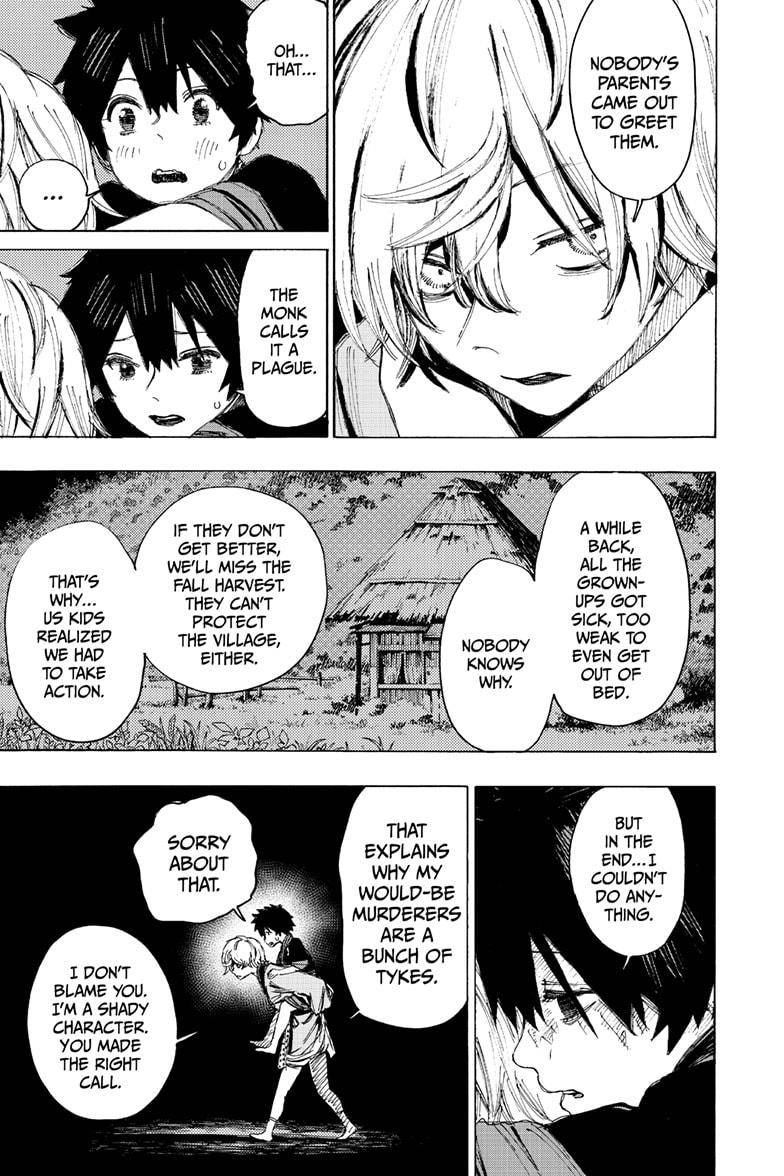 NOBODY'S
PARENTS
CAME OUT
TO GREET
THEM.
OH...
THAT...
...
THE
MONK
CALLS
IT A
PLAGUE.
A WHILE
BACK,
ALL THE
GROWN-
UPS GOT
SICK, TOO
WEAK TO
EVEN GET
OUT OF
BED.
NOBODY
KNOWS
WHY.
IF THEY DON'T
GET BETTER,
WE'LL MISS THE
FALL HARVEST.
THEY CAN'T
PROTECT
THE VILLAGE,
EITHER.
THAT'S
WHY...
US KIDS
REALIZED
WE HAD
TO TAKE
ACTION.
BUT
IN THE
END...I
COULDN'T
DO ANY-
THING.
THAT
EXPLAINS
WHY MY
WOULD-BE
MURDERERS
ARE A
BUNCH OF
TYKES.
SORRY
ABOUT
THAT.
I DON'T
BLAME YOU.
I'M A SHADY
CHARACTER.
YOU MADE
THE RIGHT
CALL.